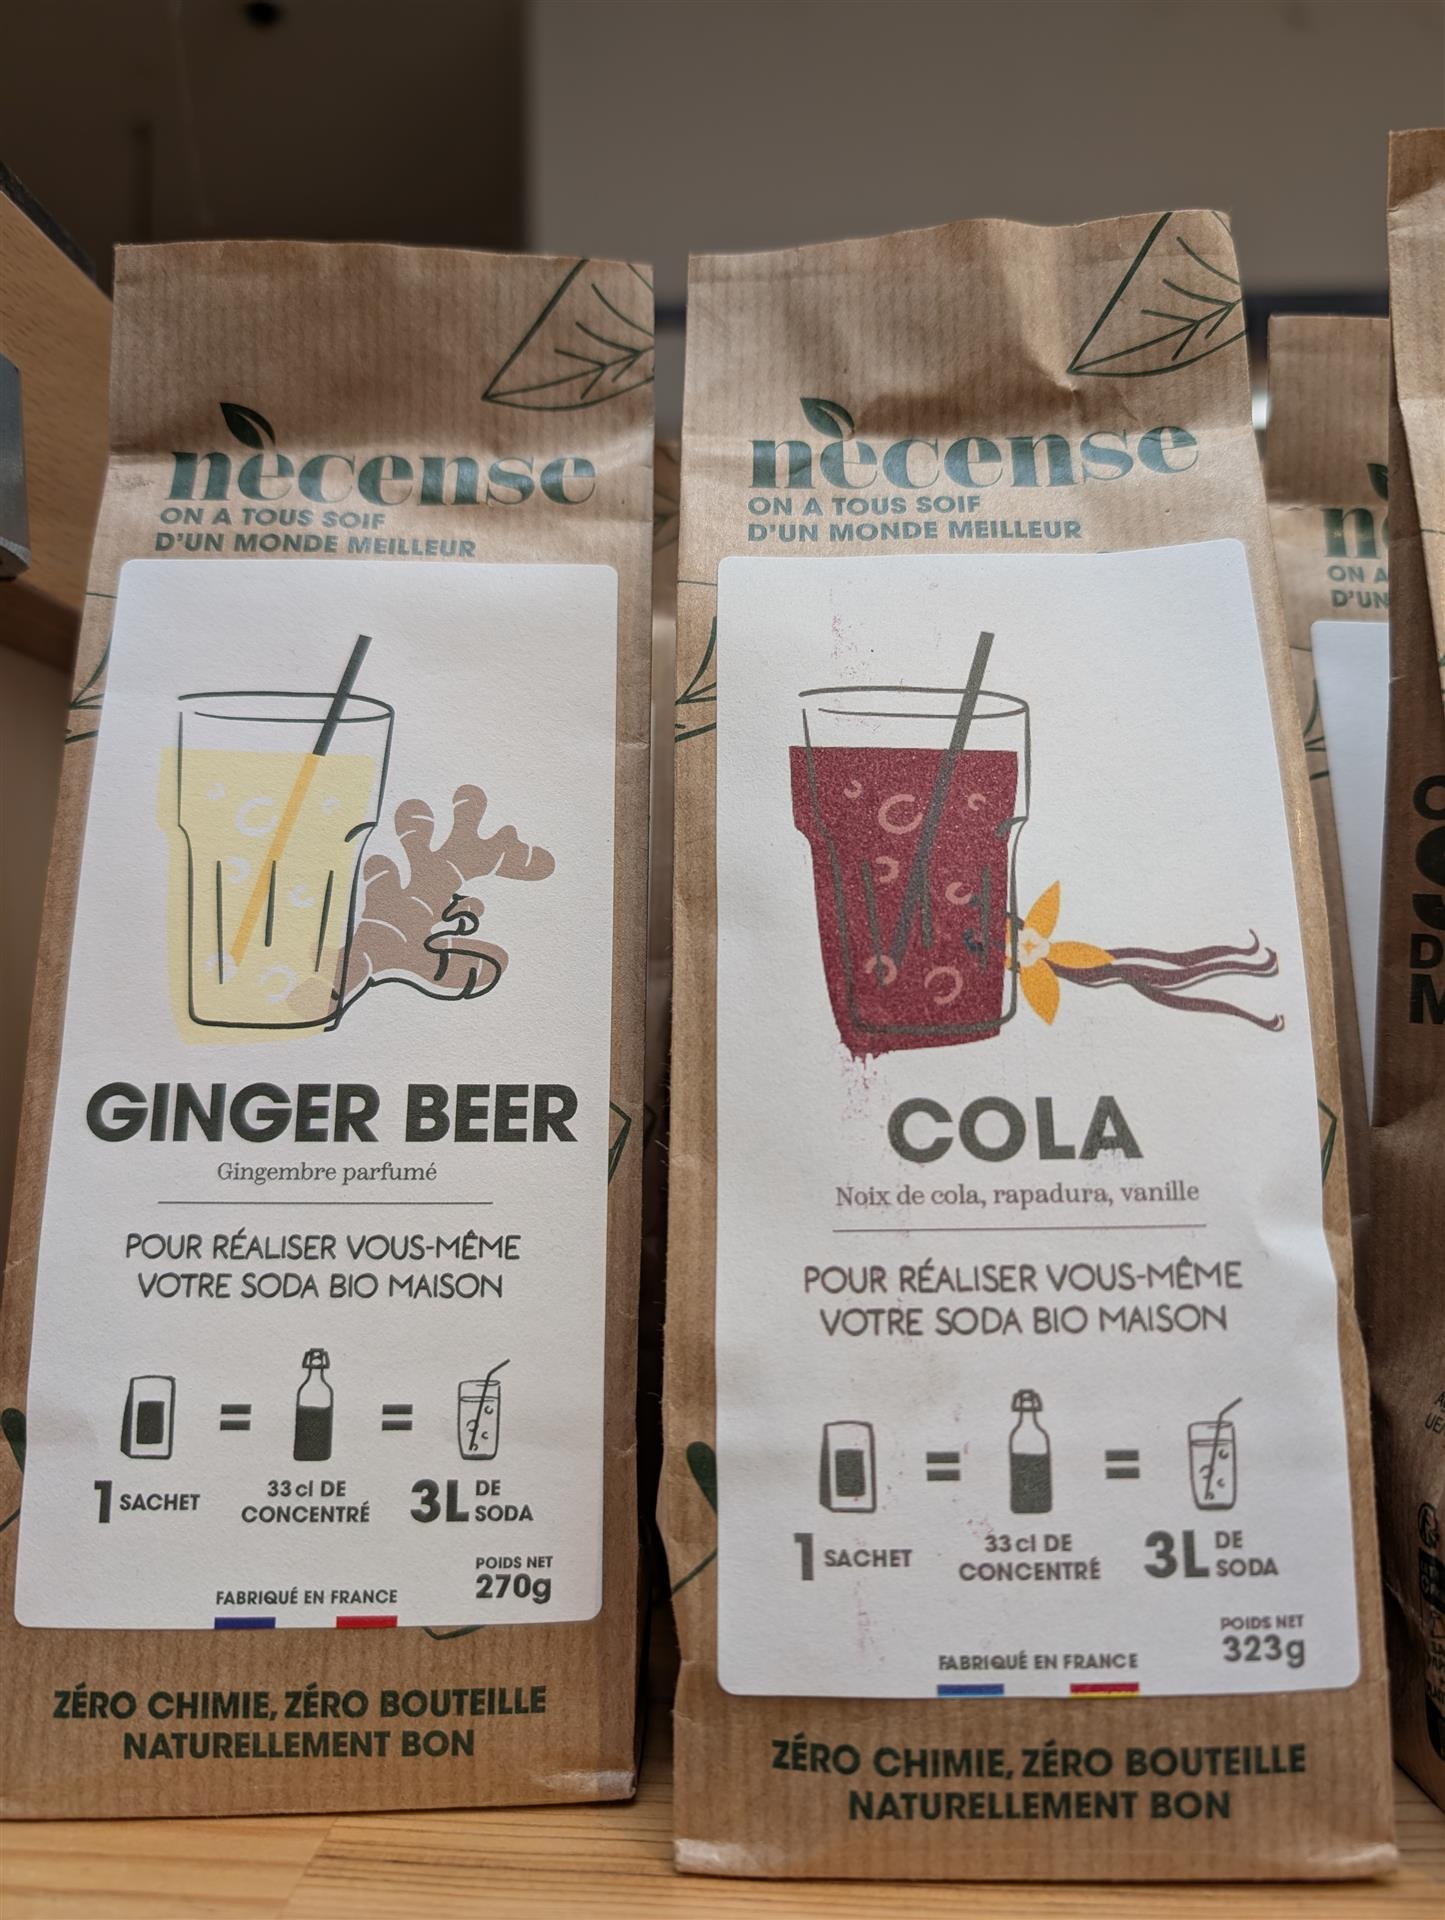 nècense
ON A TOUS SOIF
D'UN MONDE MEILLEUR
GINGER BEER
Gingembre parfumé
POUR RÉALISER VOUS-MÊME
VOTRE SODA BIO MAISON
= =
1 SACHET
33 cl DE
CONCENTRÉ
3L DE
SODA
POIDS NET
270g
FABRIQUÉ EN FRANCE
ZÉRO CHIMIE, ZÉRO BOUTEILLE
NATURELLEMENT BON
nècense
ON A TOUS SOIF
D'UN MONDE MEILLEUR
COLA
Noix de cola, rapadura, vanille
POUR RÉALISER VOUS-MÊME
VOTRE SODA BIO MAISON
= =
1 SACHET
33 cl DE
CONCENTRÉ
3L DE
SODA
POIDS NET
323g
FABRIQUÉ EN FRANCE
ZÉRO CHIMIE, ZÉRO BOUTEILLE
NATURELLEMENT BON
ON A
D'UN